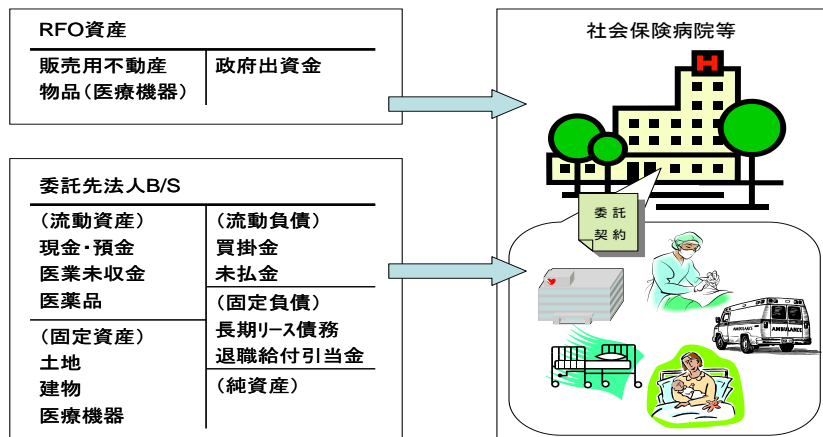 RFO資産
販売用不動産
物品(医療機器)
政府出資金
委託先法人B/S
(流動資産)
現金・預金
医業未収金
医薬品
(固定資産)
土地
建物
医療機器
(流動負債)
買掛金
未払金
(固定負債)
長期リース債務
退職給付引当金
(純資産)
社会保険病院等
H
委託
契約
AMBULANCE